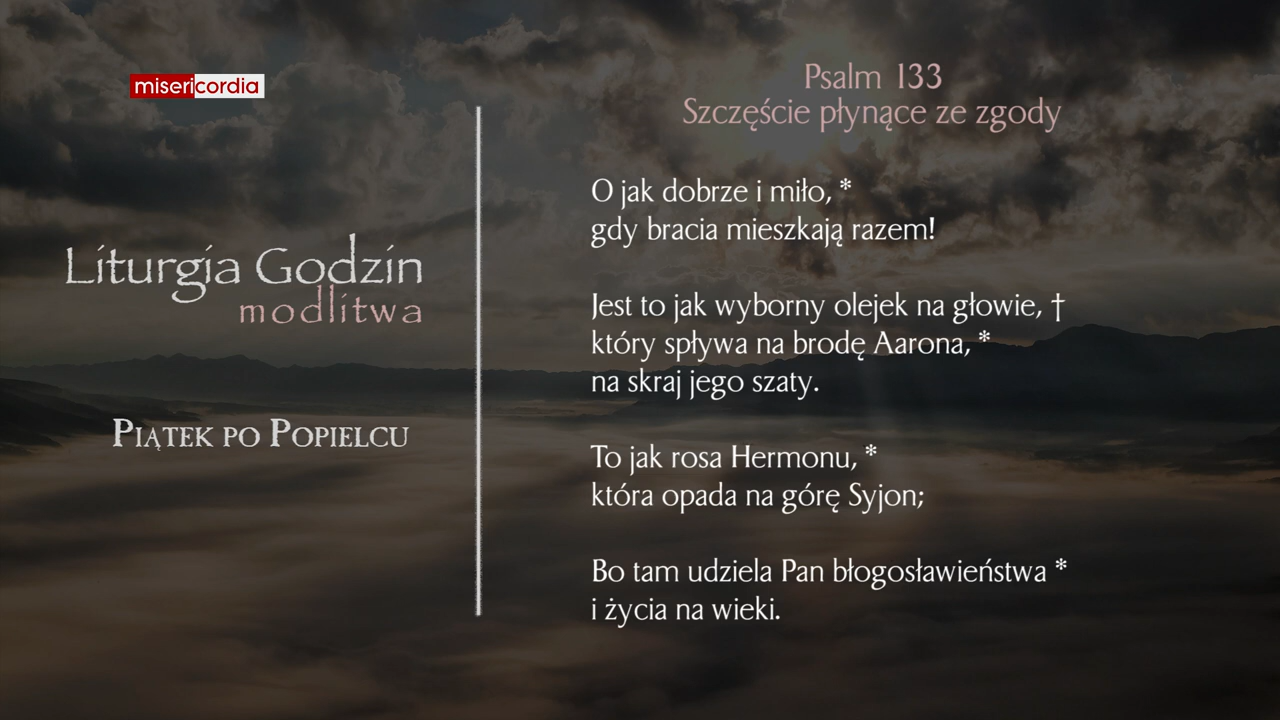 misericordia
Liturgia Godzin
modlitwa
PIĄTEK PO POPIELCU
Psalm 133
Szczęście płynące ze zgody
O jak dobrze i miło, *
gdy bracia mieszkają razem!
Jest to jak wyborny olejek na głowie, †
który spływa na brodę Aarona, *
na skraj jego szaty.
To jak rosa Hermonu, *
która opada na górę Syjon;
Bo tam udziela Pan błogosławieństwa *
i życia na wieki.